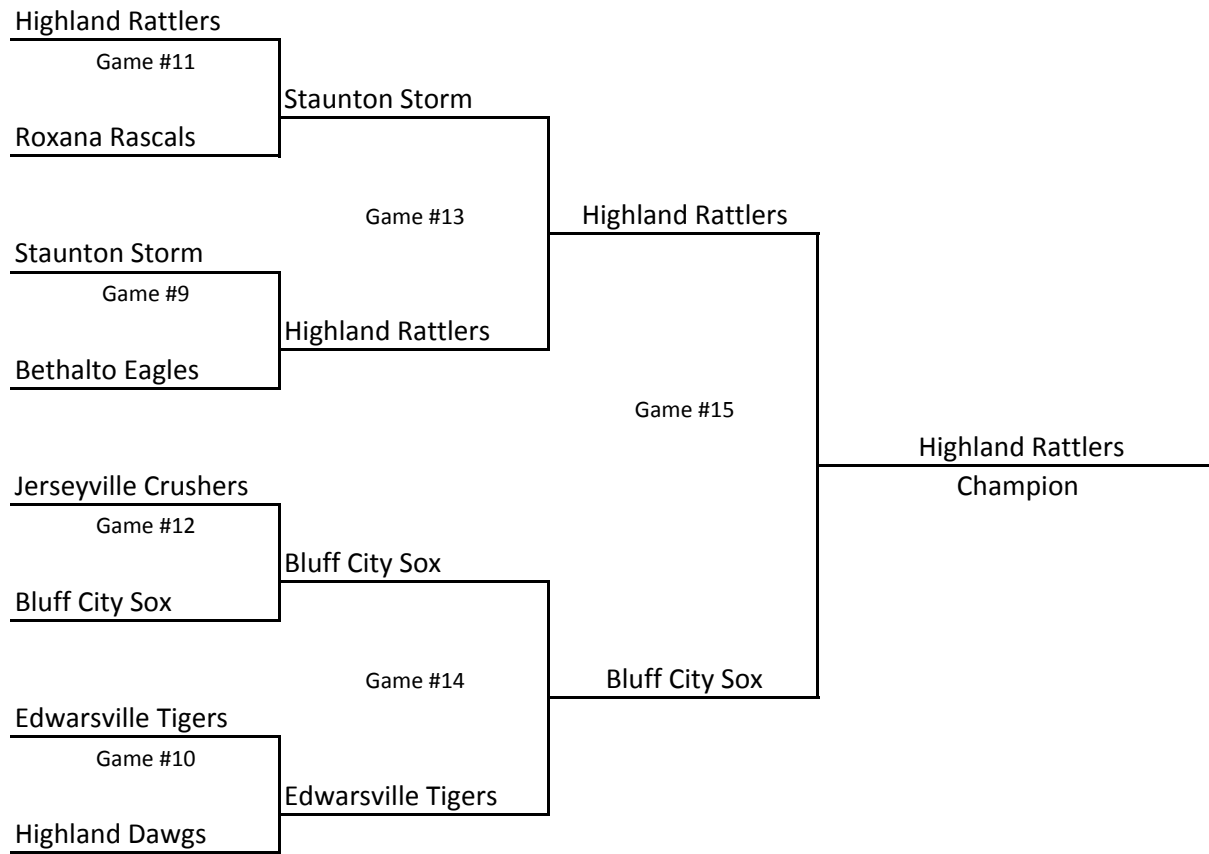 Highland Rattlers
Game #11
Staunton Storm
Roxana Rascals
Game #13
Highland Rattlers
Staunton Storm
Game #9
Highland Rattlers
Bethalto Eagles
Game #15
Highland Rattlers
Champion
Jerseyville Crushers
Game #12
Bluff City Sox
Bluff City Sox
Game #14
Bluff City Sox
Edwarsville Tigers
Game #10
Edwarsville Tigers
Highland Dawgs